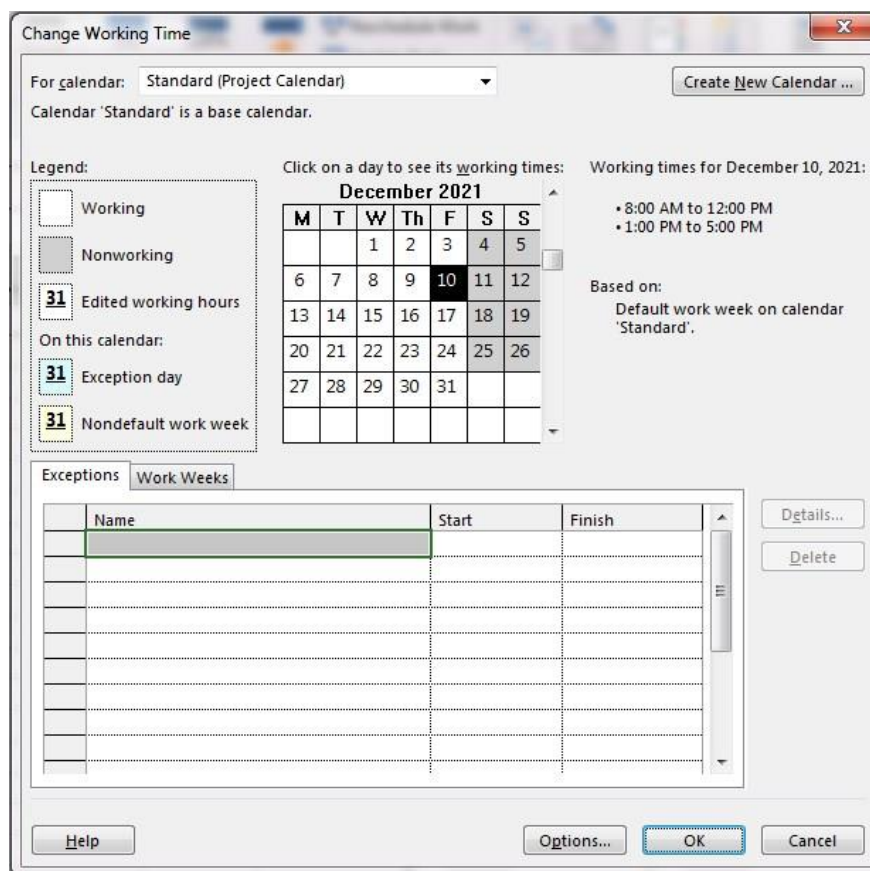 Change Working Time
For calendar: Standard (Project Calendar)
Create New Calendar ...
Calendar 'Standard' is a base calendar.
Legend:
Working
Nonworking
31 Edited working hours
On this calendar:
31 Exception day
31 Nondefault work week
Click on a day to see its working times:
December 2021
M T W Th F S S
1 2 3 4 5
6 7 8 9 10 11 12
13 14 15 16 17 18 19
20 21 22 23 24 25 26
27 28 29 30 31
Working times for December 10, 2021:
• 8:00 AM to 12:00 PM
• 1:00 PM to 5:00 PM
Based on:
Default work week on calendar
'Standard'.
Exceptions Work Weeks
Name Start Finish
Details...
Delete
Help Options... OK Cancel